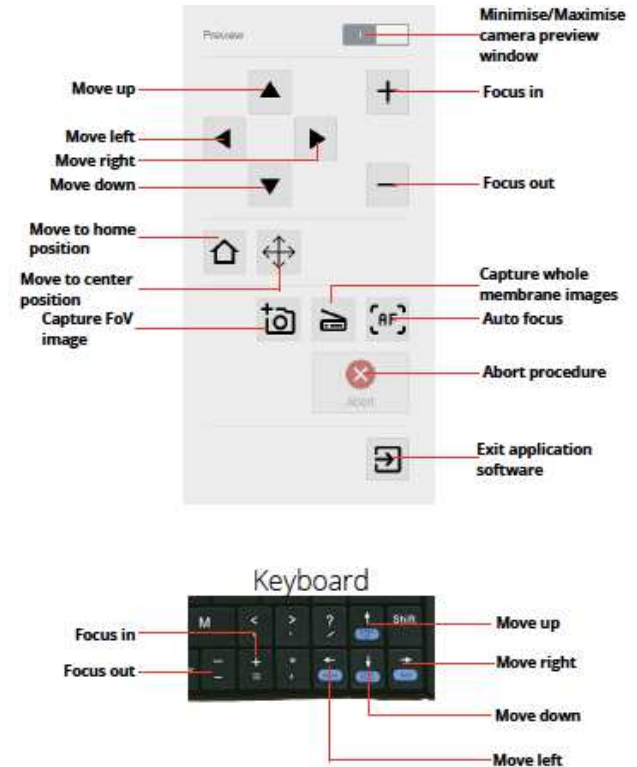 Minimise/Maximise
camera preview
window
Preview
Move up
Focus in
Move left
Move right
Move down
Focus out
Move to home
position
Move to center
position
Capture whole
membrane images
Capture FoV
image
AF
Auto focus
Abort procedure
Abort
Exit application
software
Keyboard
M
<
>
?
Shift
Move up
Focus in
Focus out
+
=
Move right
Move down
Move left